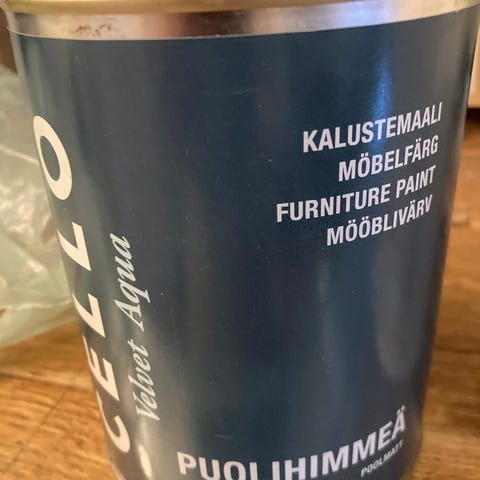 CELLO
Velvet Aqua
KALUSTEMAALI
MÖBELFÄRG
FURNITURE PAINT
MÖÖBLIVÄRV
PUOLIHIMMEÄ
POOLMATT